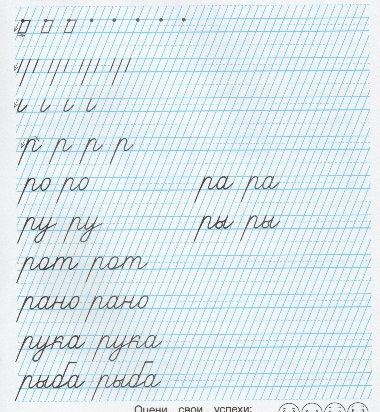 р р р р
ро ро ра ра
ру ру ры ры
рот рот
рано рано
рука рука
рыба рыба
Оцени свои успехи: